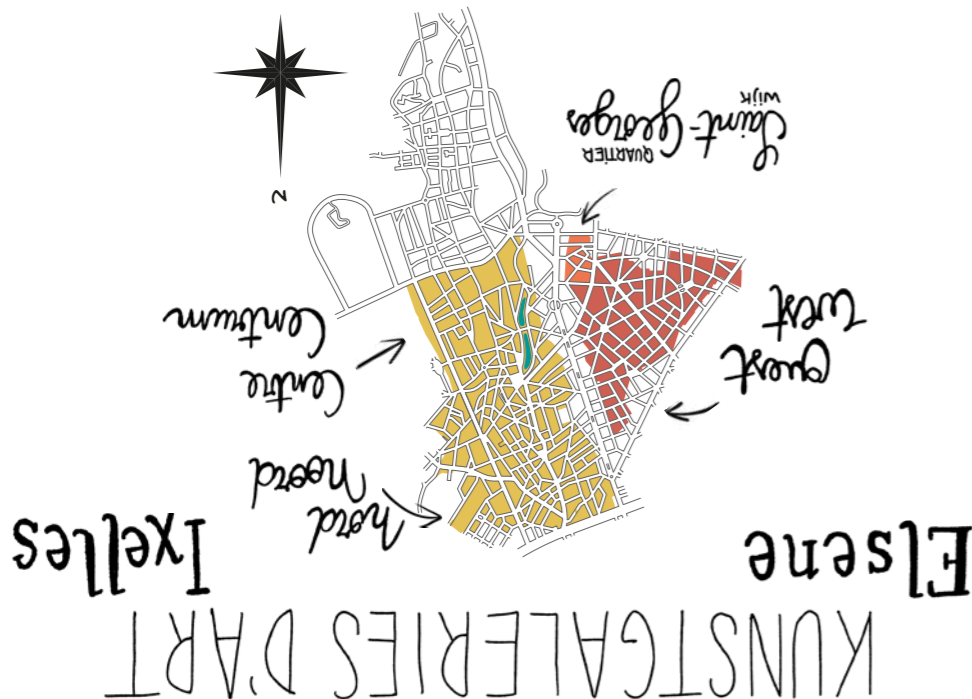 KUNSTGALERIES D'ART
Elsene
Ixelles
Nord
Noord
Centre
Centrum
Ouest
West
N
QUARTIER
Saint-Georges
wijk